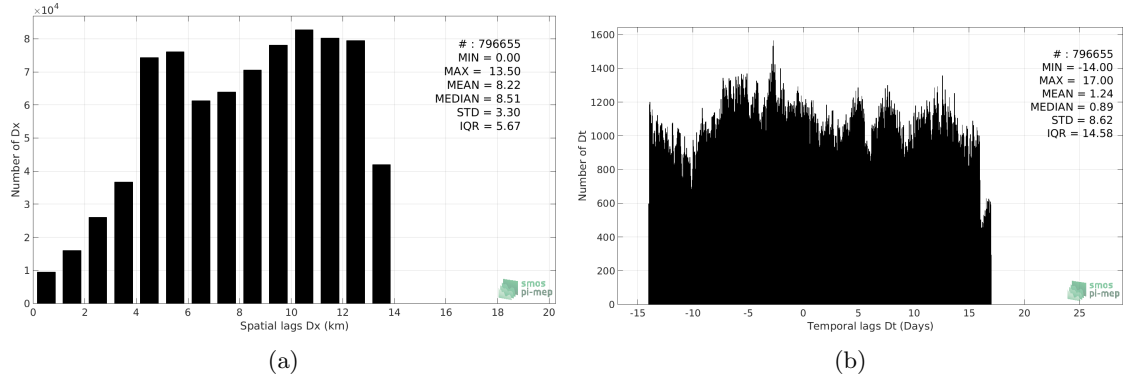 ×10⁴
9
8
7
6
5
4
3
2
1
0
Number of Dx
0 2 4 6 8 10 12 14 16 18 20
Spatial lags Dx (km)
# : 796655
MIN = 0.00
MAX = 13.50
MEAN = 8.22
MEDIAN = 8.51
STD = 3.30
IQR = 5.67
smos
pi-mep
(a)
1600
1400
1200
1000
800
600
400
200
0
Number of Dt
-15 -10 -5 0 5 10 15 20 25
Temporal lags Dt (Days)
# : 796655
MIN = -14.00
MAX = 17.00
MEAN = 1.24
MEDIAN = 0.89
STD = 8.62
IQR = 14.58
smos
pi-mep
(b)